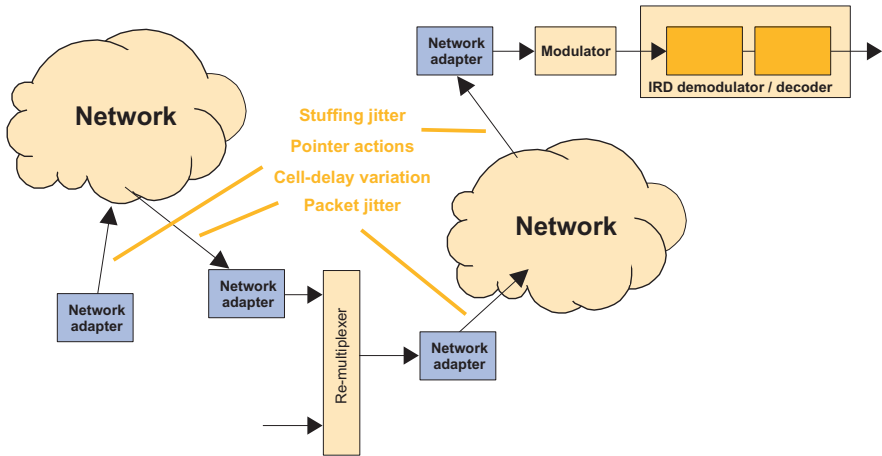 Network
adapter
Modulator
IRD demodulator / decoder
Network
Stuffing jitter
Pointer actions
Cell-delay variation
Packet jitter
Network
Network
adapter
Network
adapter
Re-multiplexer
Network
adapter